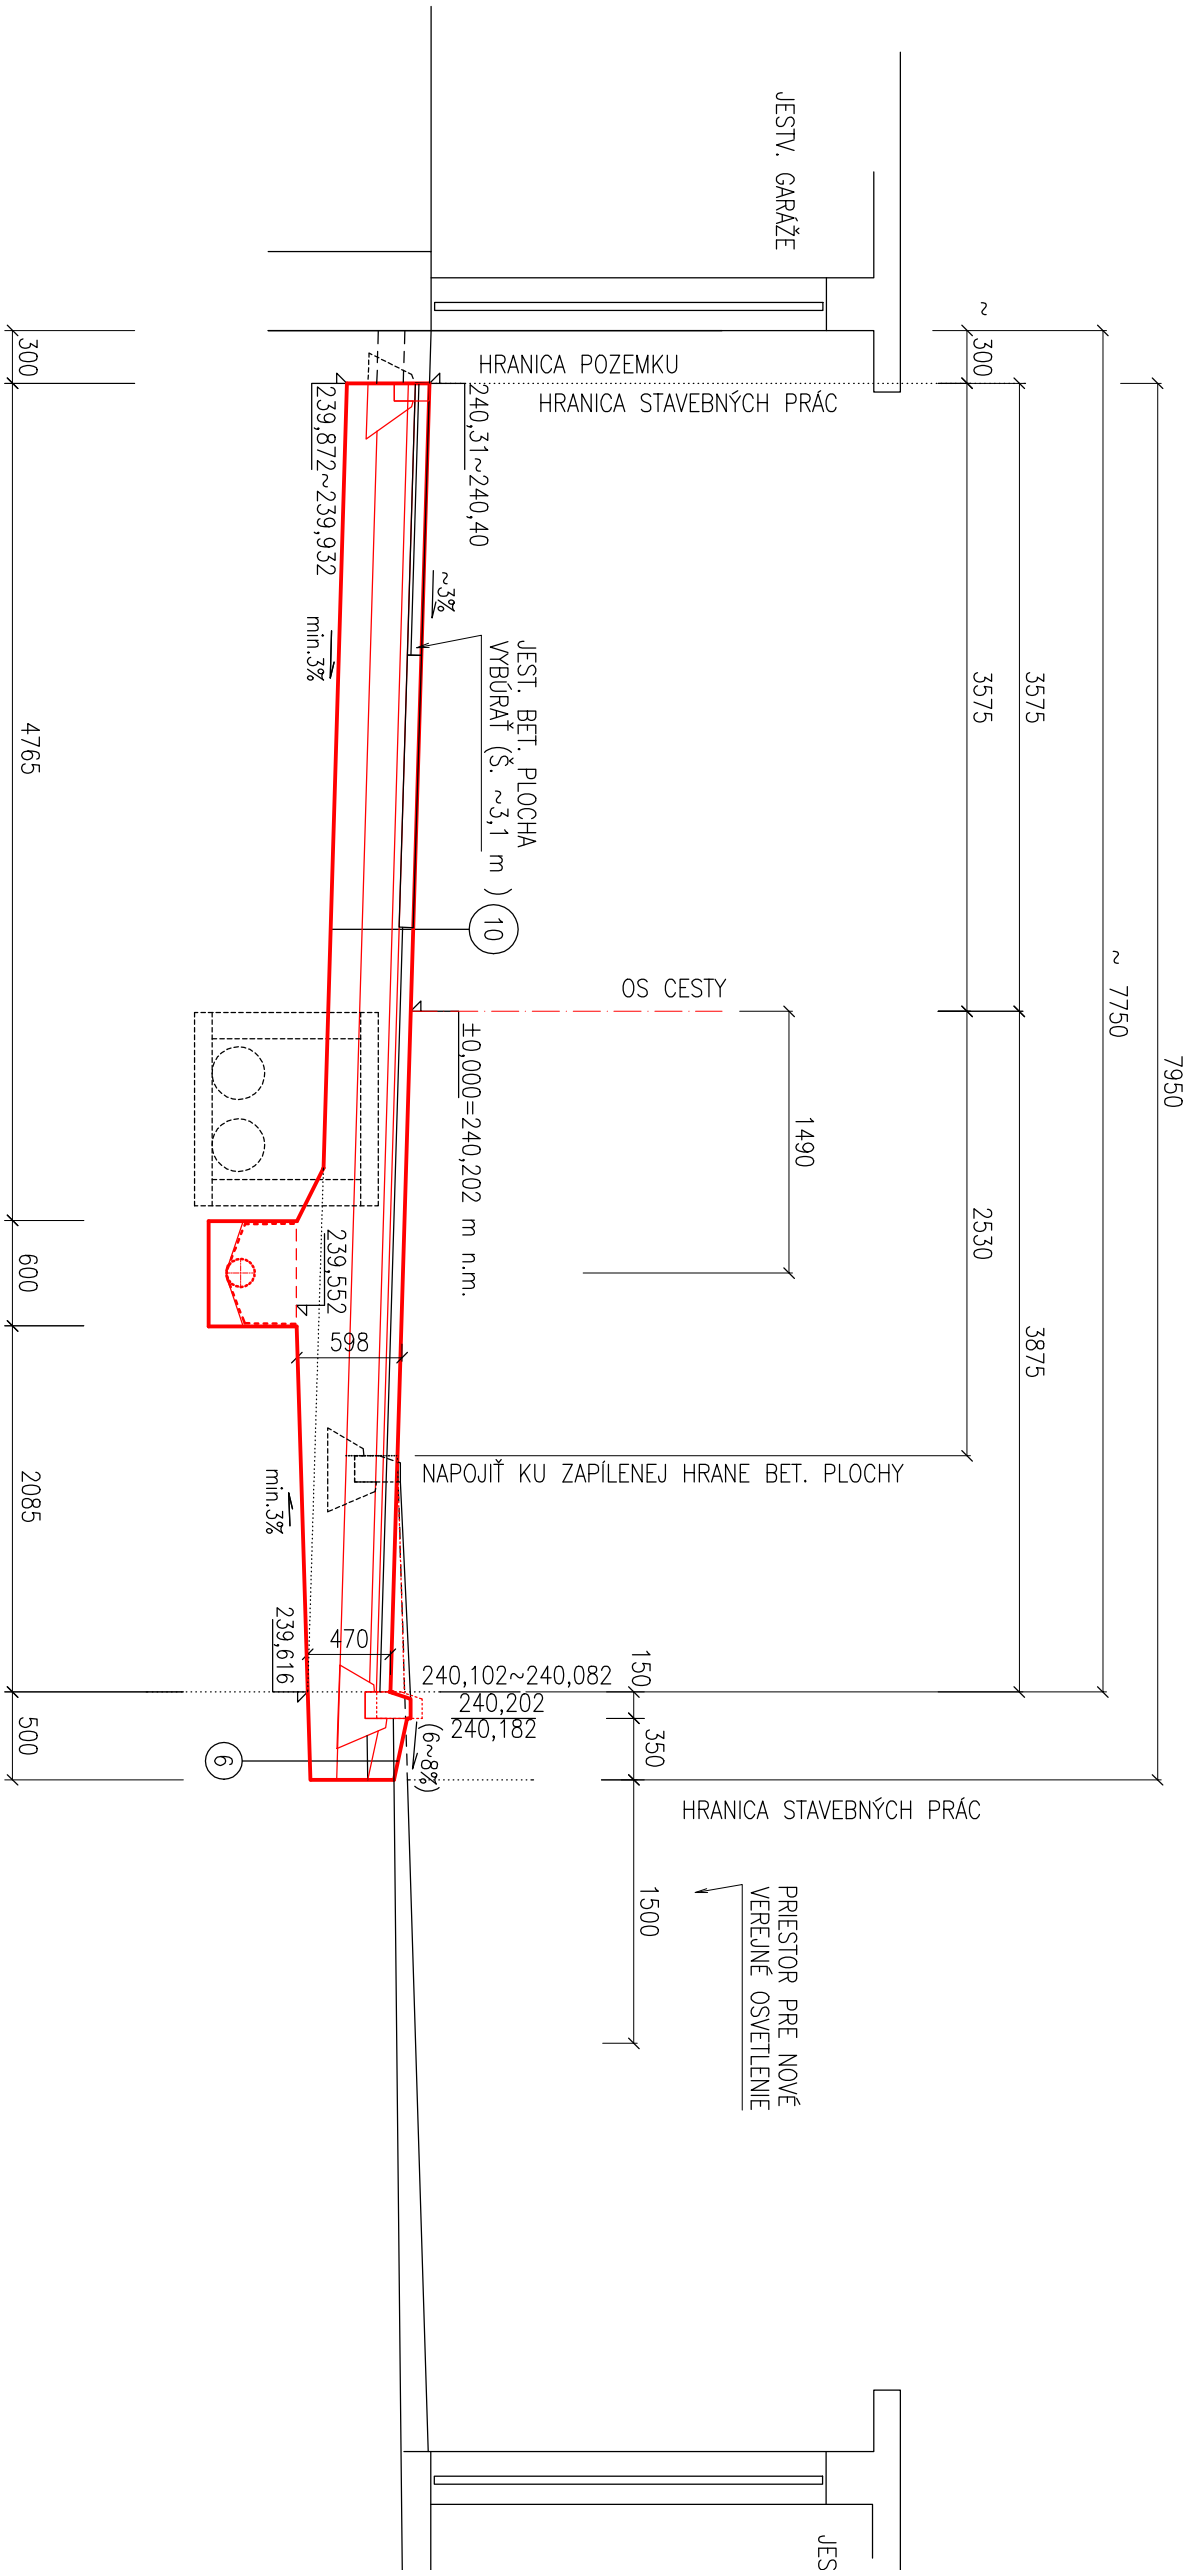 JESTV. GARÁŽE
7950
~ 7750
3575
3875
~ 300
3575
2530
1490
HRANICA POZEMKU
HRANICA STAVEBNÝCH PRÁC
OS CESTY
NAPOJIŤ KU ZAPÍLENEJ HRANE BET. PLOCHY
150
350
1500
HRANICA STAVEBNÝCH PRÁC
PRIESTOR PRE NOVÉ
VEREJNÉ OSVETLENIE
JES
240,31~240,40
~3%
JEST. BET. PLOCHA
VYBÚRAŤ (Š. ~3,1 m )
10
±0,000=240,202 m n.m.
240,102~240,082
240,202
240,182
(6~8%)
239,872~239,932
min.3%
239,552
598
470
min.3%
239,616
6
300
4765
600
2085
500